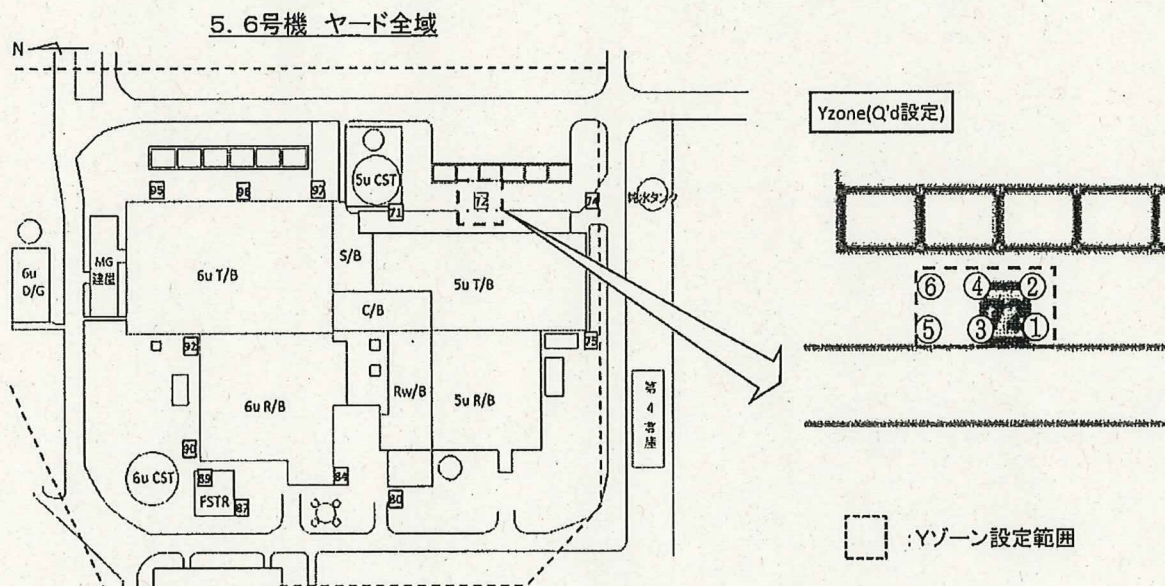 5. 6号機 ヤード全域
N
Yzone(Q'd設定)
95
96
97
5u CST
71
72
74
6u D/G
MG 建屋
6u T/B
S/B
5u T/B
C/B
⑥ ④ ②
⑤ ③ ①
92
75
6u R/B
Rw/B
5u R/B
第4倉庫
90
6u CST
89
FSTR
87
84
80
:Yゾーン設定範囲